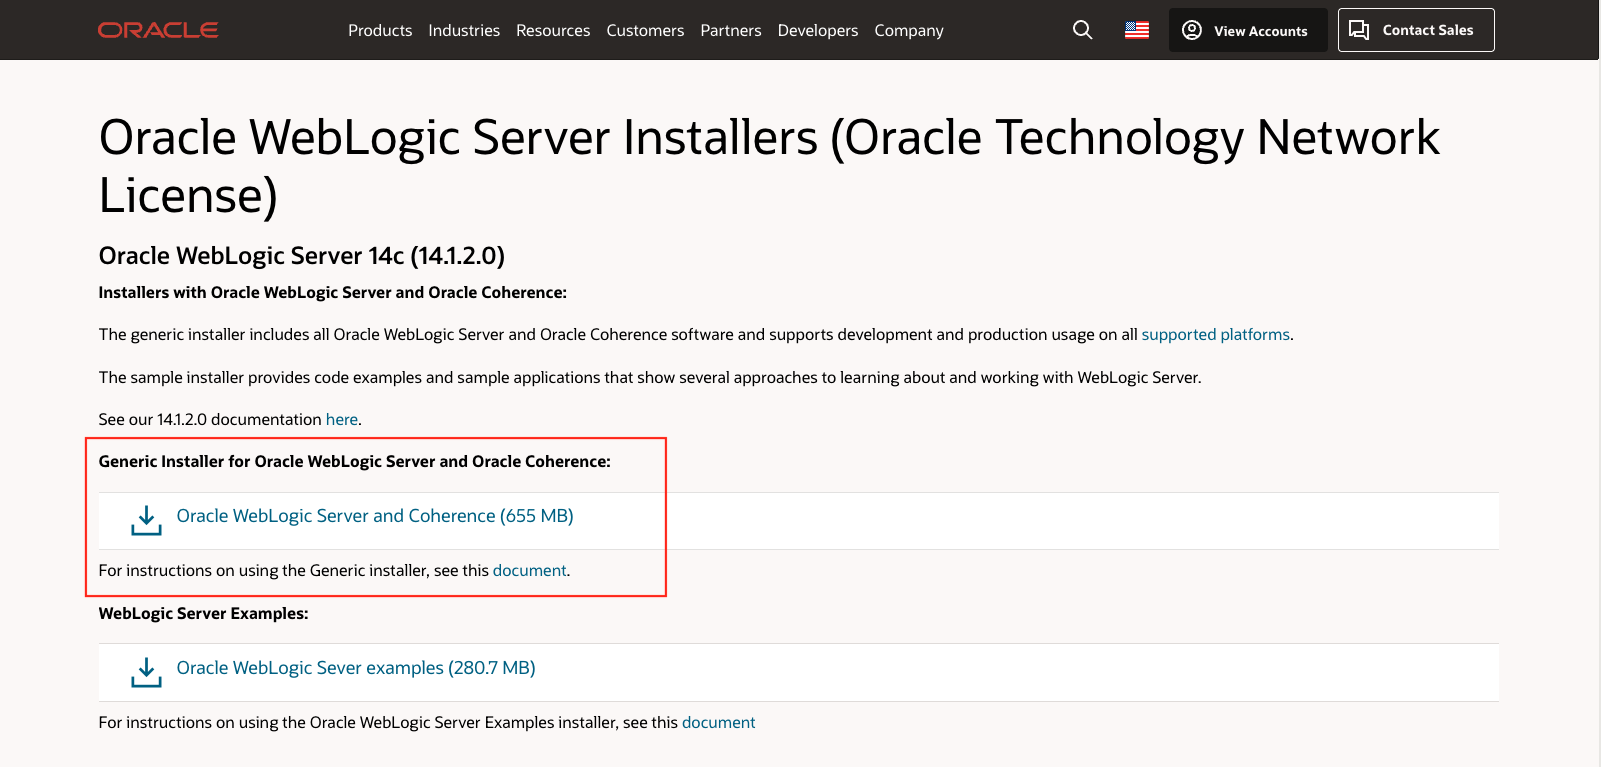 ORACLE
Products Industries Resources Customers Partners Developers Company
View Accounts
Contact Sales
Oracle WebLogic Server Installers (Oracle Technology Network
License)
Oracle WebLogic Server 14c (14.1.2.0)
Installers with Oracle WebLogic Server and Oracle Coherence:
The generic installer includes all Oracle WebLogic Server and Oracle Coherence software and supports development and production usage on all supported platforms.
The sample installer provides code examples and sample applications that show several approaches to learning about and working with WebLogic Server.
See our 14.1.2.0 documentation here.
Generic Installer for Oracle WebLogic Server and Oracle Coherence:
Oracle WebLogic Server and Coherence (655 MB)
For instructions on using the Generic installer, see this document.
WebLogic Server Examples:
Oracle WebLogic Sever examples (280.7 MB)
For instructions on using the Oracle WebLogic Server Examples installer, see this document